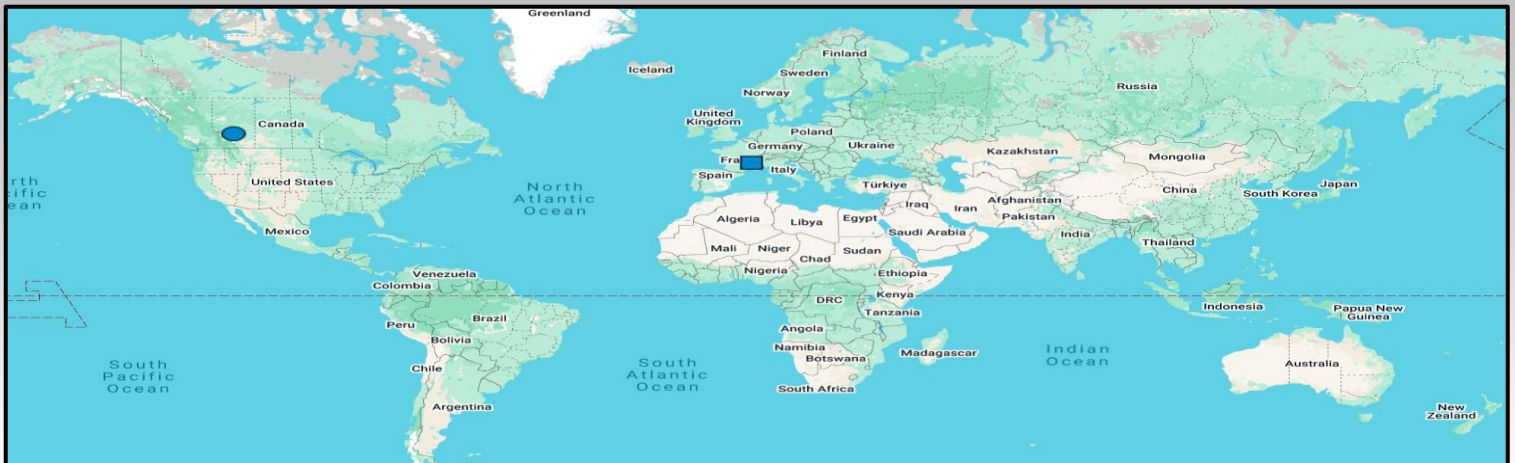 Greenland
Iceland
Finland
Sweden
Norway
Russia
United
Kingdom
Canada
Poland
Germany
Ukraine
Fra
Italy
Spain
Kazakhstan
Mongolia
United States
North
Atlantic
Ocean
rth
cific
ean
Türkiye
China
South Korea
Japan
Afghanistan
Iraq
Iran
Pakistan
Algeria
Libya
Egypt
Saudi Arabia
Mexico
India
Thailand
Mali
Niger
Chad
Sudan
Venezuela
Nigeria
Ethiopia
Colombia
DRC
Kenya
Tanzania
Indonesia
Papua New
Guinea
Peru
Brazil
Bolivia
Angola
Namibia
Botswana
Madagascar
Indian
Ocean
South
Pacific
Ocean
Chile
South
Atlantic
Ocean
Australia
South Africa
Argentina
New
Zealand